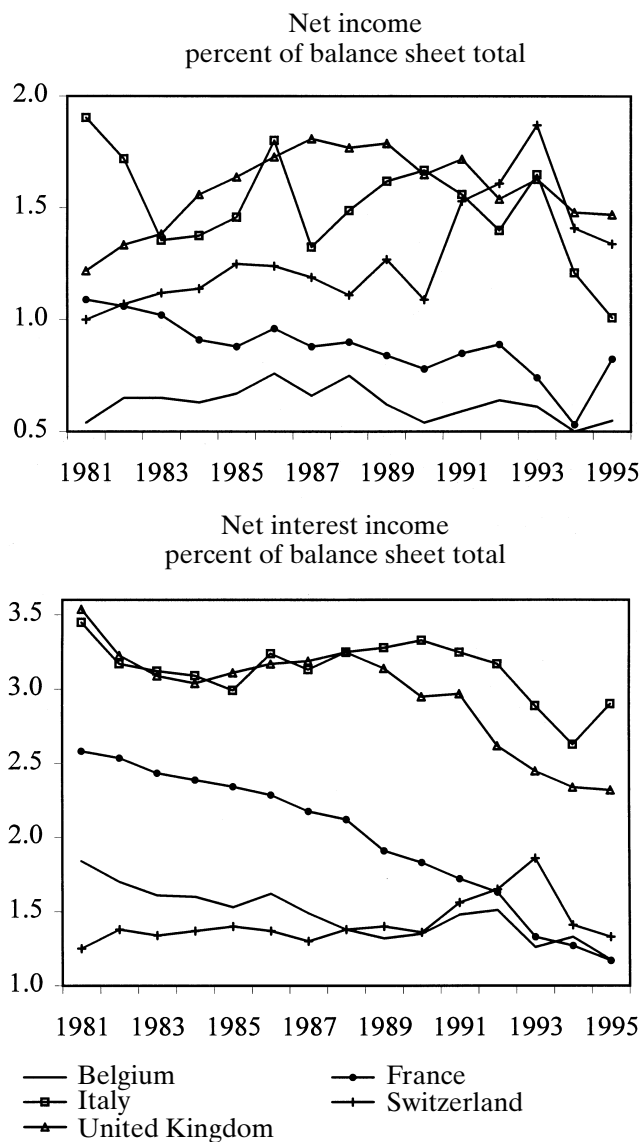 Net income
percent of balance sheet total
2.0
1.5
1.0
0.5
1981 1983 1985 1987 1989 1991 1993 1995
Net interest income
percent of balance sheet total
3.5
3.0
2.5
2.0
1.5
1.0
1981 1983 1985 1987 1989 1991 1993 1995
Belgium France
Italy Switzerland
United Kingdom